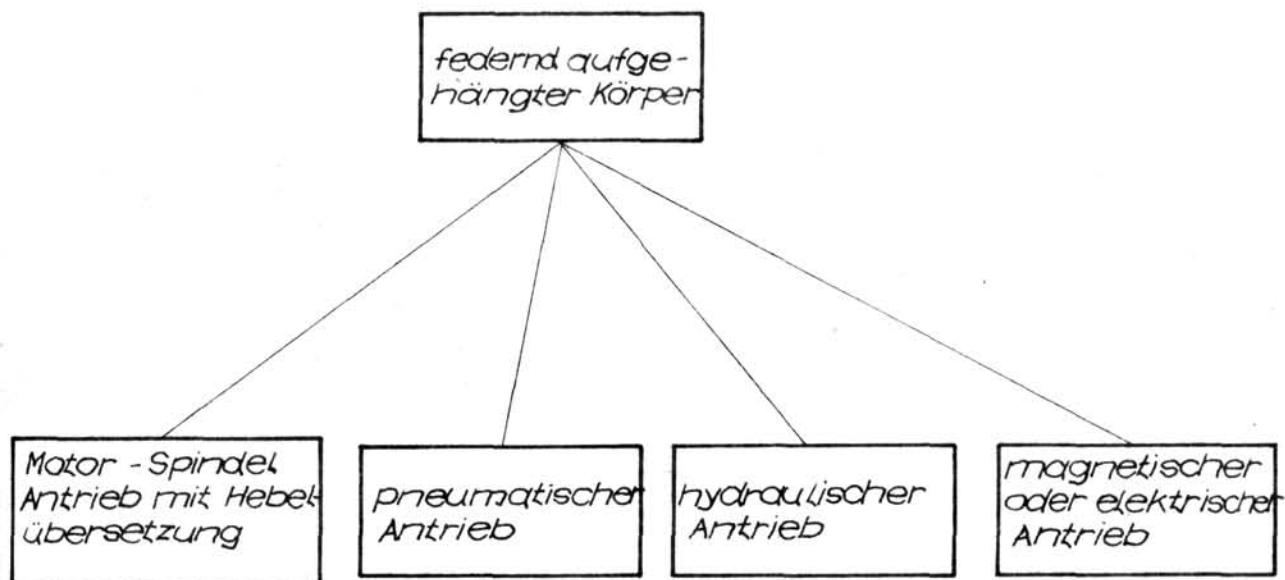 federnd aufge-
hängter Körper
Motor - Spindel
Antrieb mit Hebel-
übersetzung
pneumatischer
Antrieb
hydraulischer
Antrieb
magnetischer
oder elektrischer
Antrieb